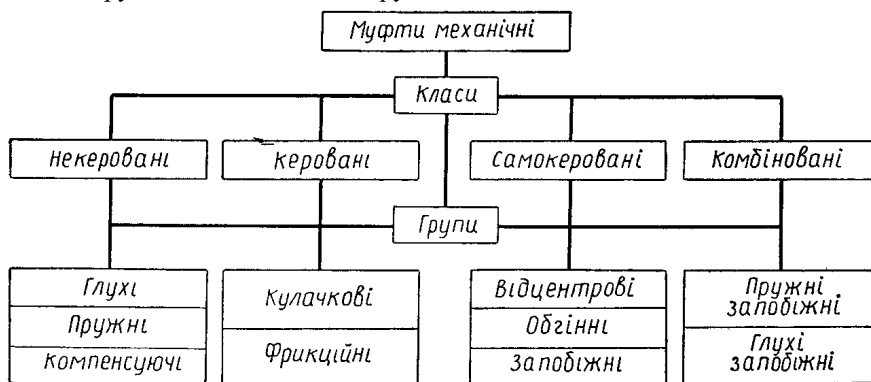 Муфти механічні
Класи
Некеровані
Керовані
Самокеровані
Комбіновані
Групи
Глухі
Пружні
Компенсуючі
Кулачкові
Фрикційні
Відцентрові
Обгінні
Запобіжні
Пружні
запобіжні
Глухі
запобіжні